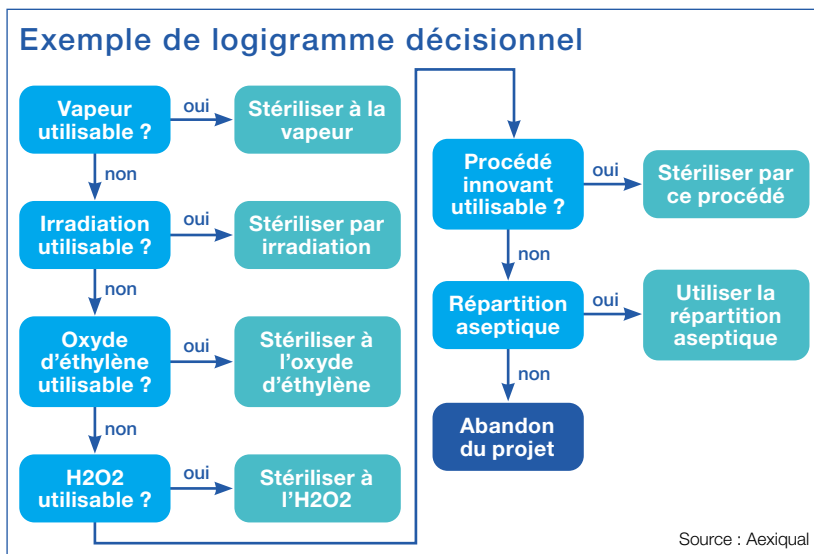 Exemple de logigramme décisionnel
Vapeur
utilisable ?
oui
Stériliser à la
vapeur
non
Irradiation
utilisable ?
oui
Stériliser par
irradiation
non
Oxyde
d'éthylène
utilisable ?
oui
Stériliser à
l'oxyde
d'éthylène
non
H2O2
utilisable ?
oui
Stériliser à
l'H2O2
Procédé
innovant
utilisable ?
oui
Stériliser par
ce procédé
non
Répartition
aseptique
oui
Utiliser la
répartition
aseptique
non
Abandon
du projet
Source : Aexiqual